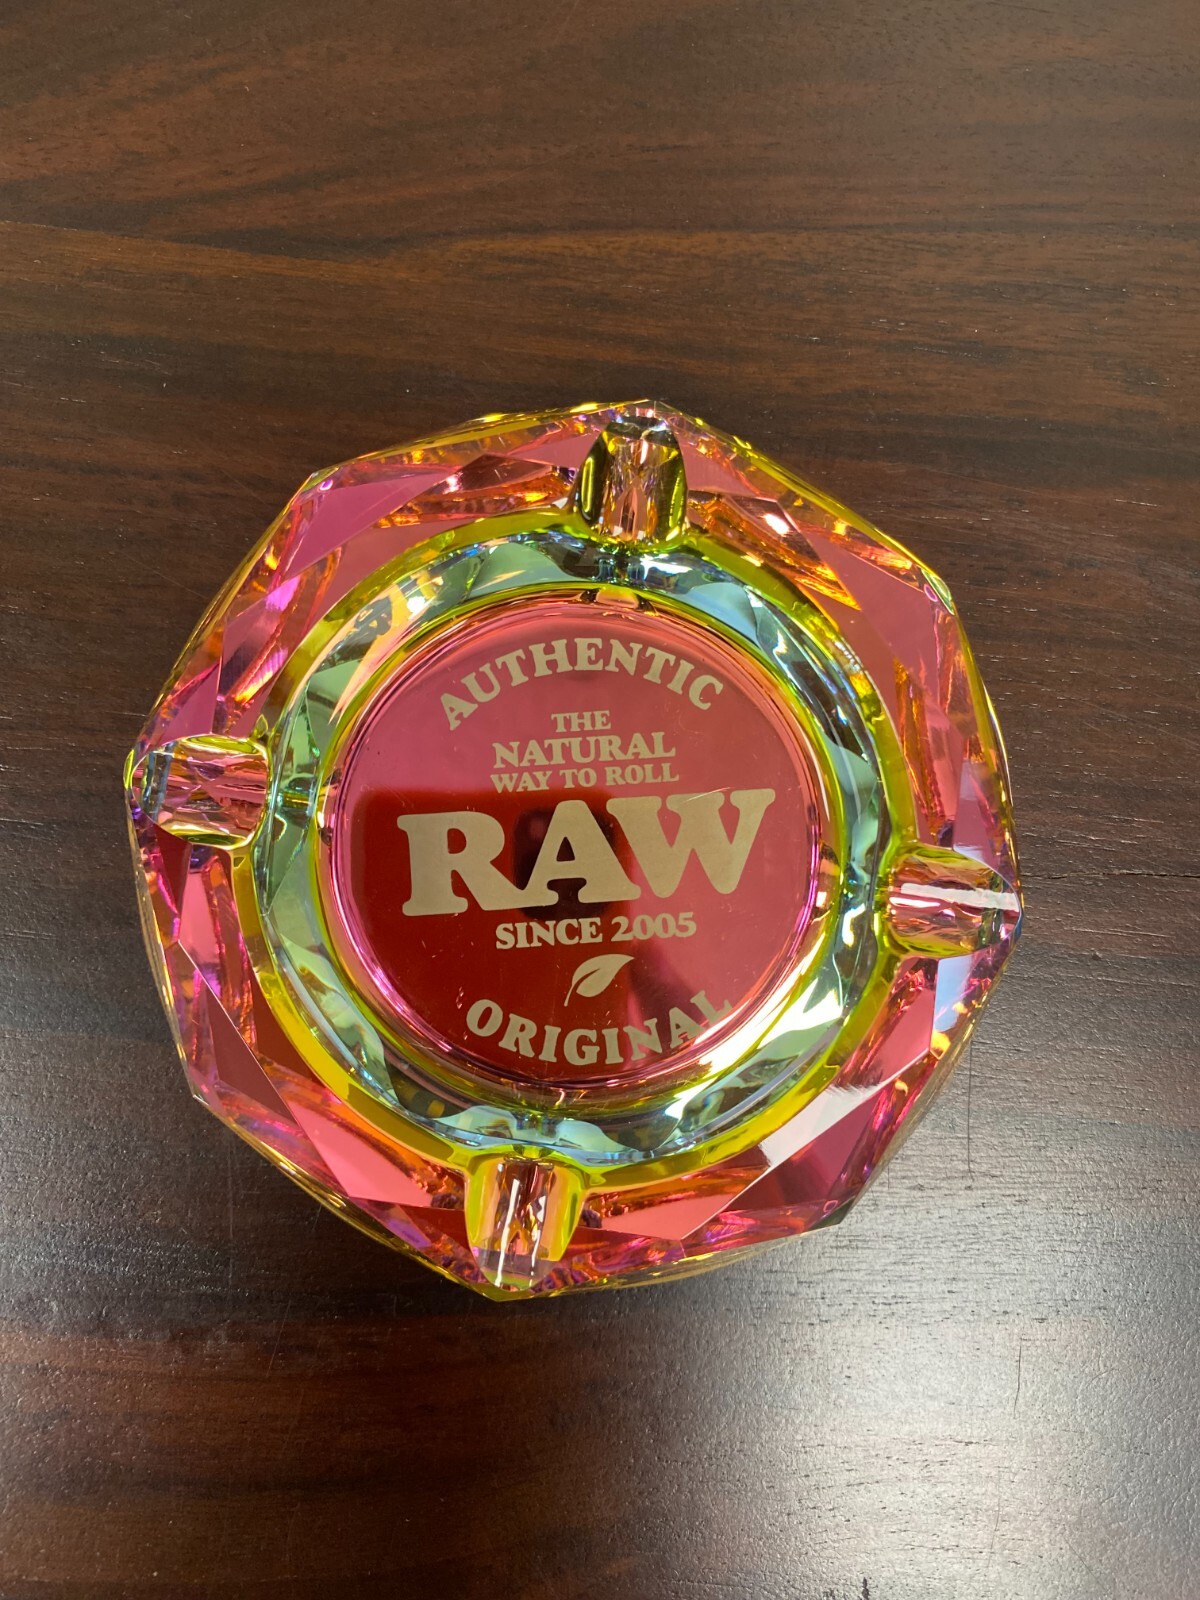 AUTHENTIC
THE
NATURAL
WAY TO ROLL
RAW
SINCE 2005
ORIGINAL